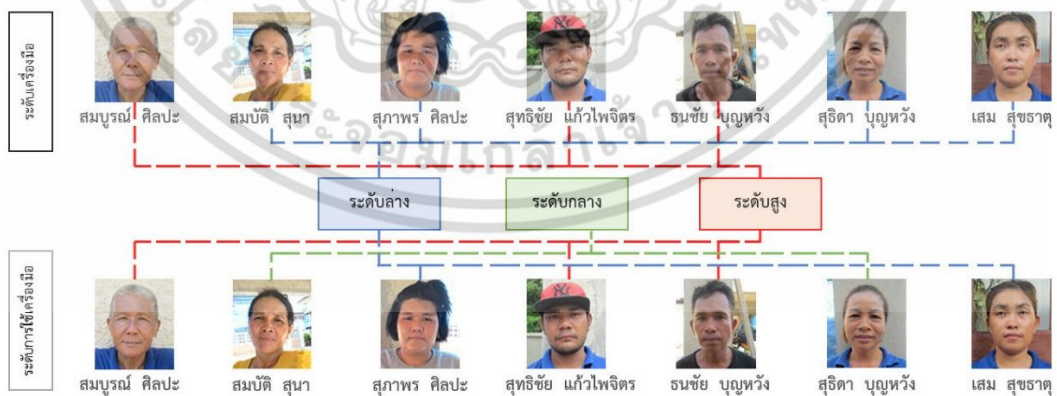 ระดับเครื่องมือ
สมบูรณ์ ศิลปะ
สมบัติ สุนา
สุภาพร ศิลปะ
สุทธิชัย แก้วไพจิตร
ธนชัย บุญหวัง
สุธิดา บุญหวัง
เสม สุขธาตุ
ระดับล่าง
ระดับกลาง
ระดับสูง
ระดับการใช้เครื่องมือ
สมบูรณ์ ศิลปะ
สมบัติ สุนา
สุภาพร ศิลปะ
สุทธิชัย แก้วไพจิตร
ธนชัย บุญหวัง
สุธิดา บุญหวัง
เสม สุขธาตุ